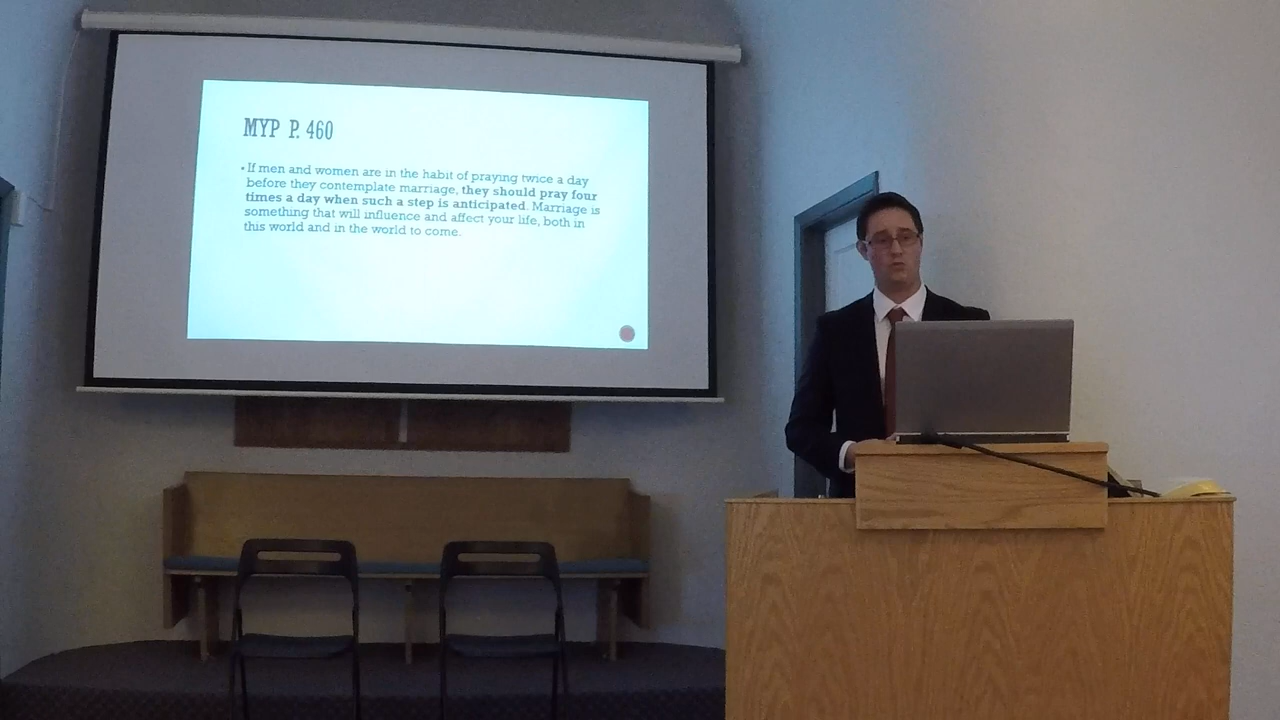 MYP P. 460
• If men and women are in the habit of praying twice a day
before they contemplate marriage, they should pray four
times a day when such a step is anticipated. Marriage is
something that will influence and affect your life, both in
this world and in the world to come.